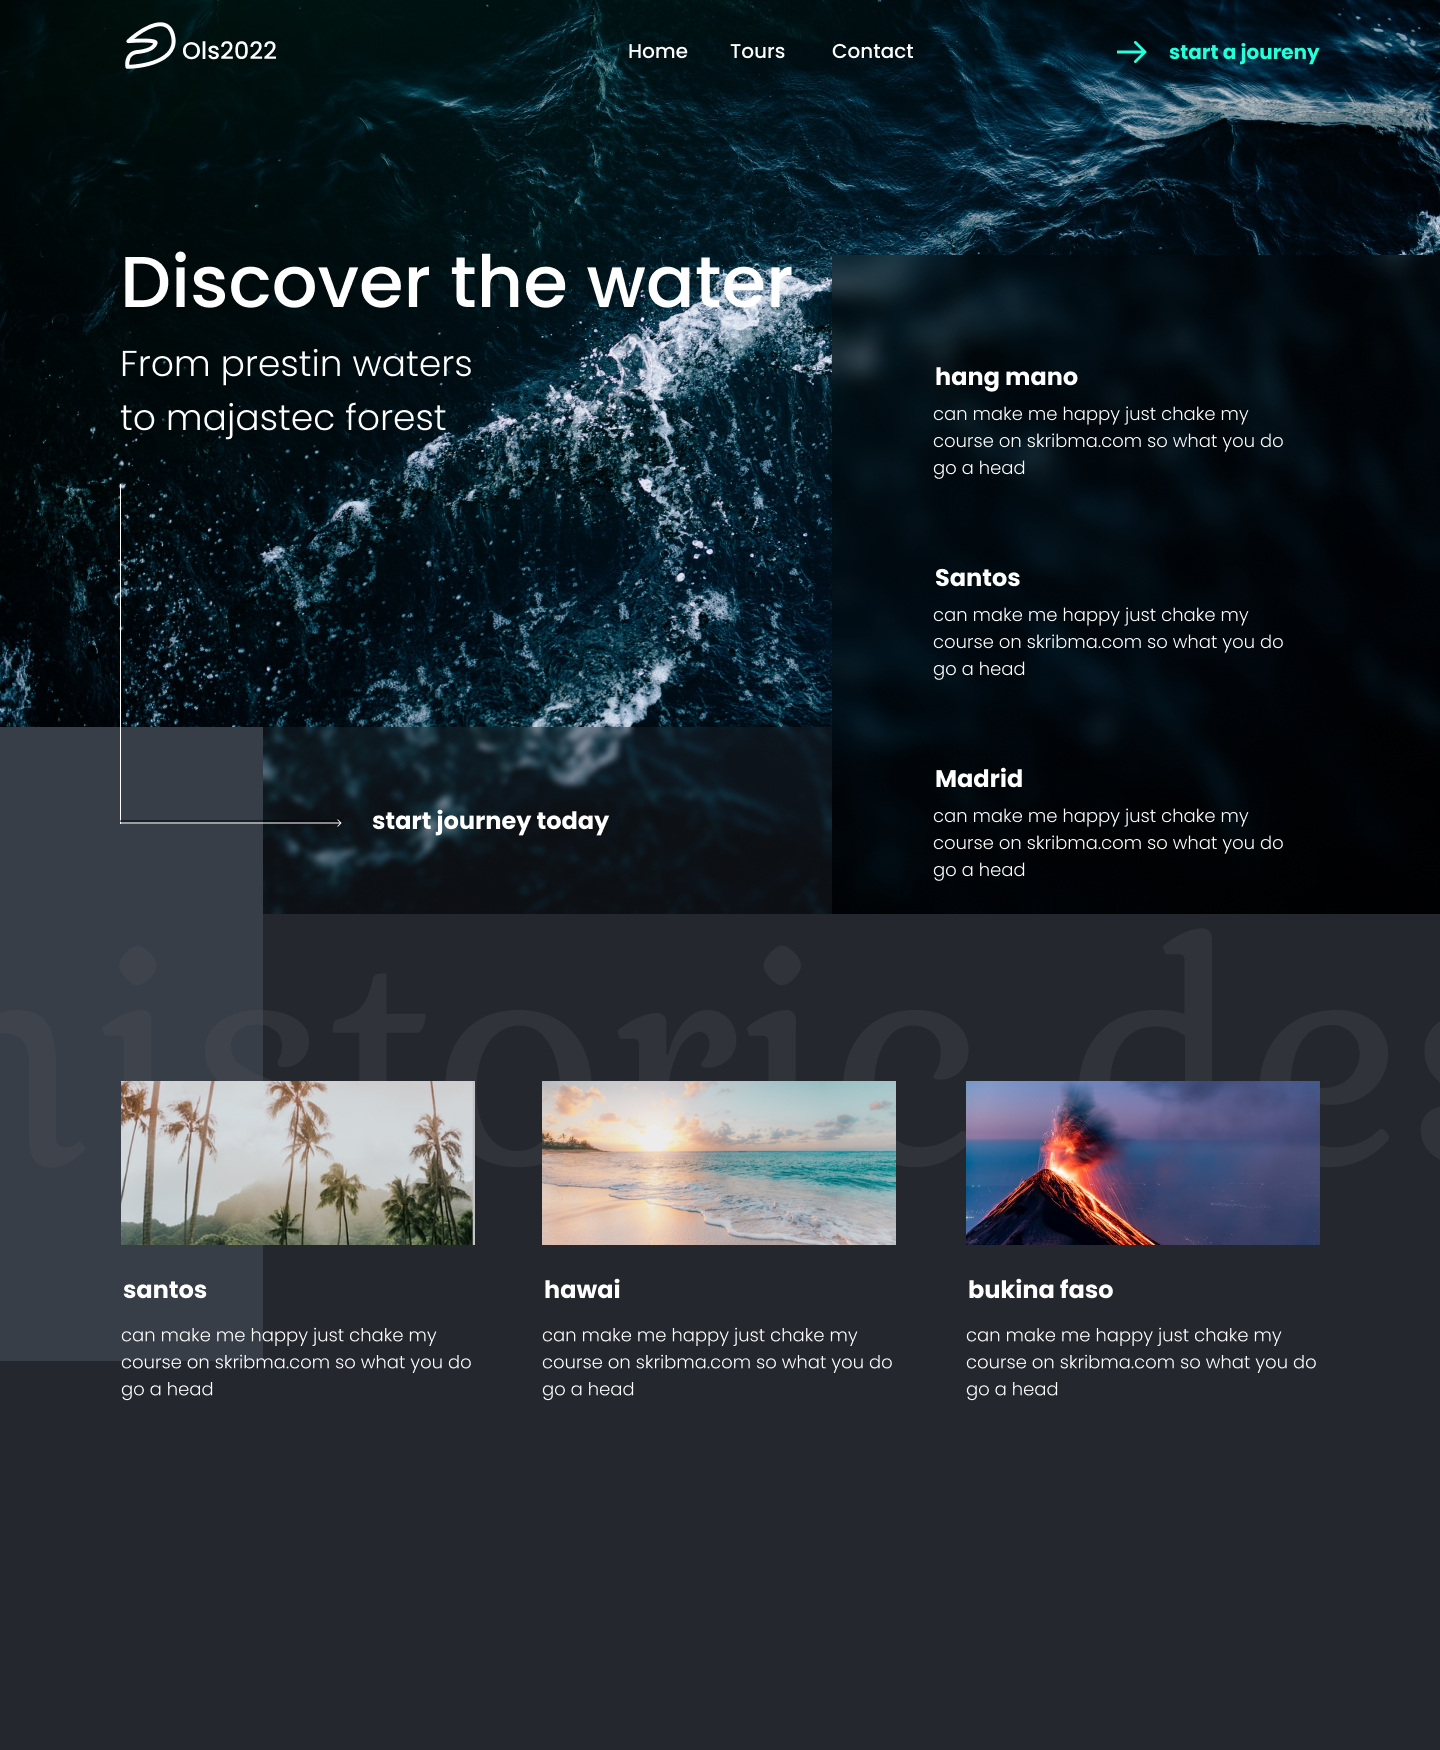 Ols2022
Home Tours Contact
start a joureny
Discover the water
From prestin waters
to majastec forest
hang mano
can make me happy just chake my
course on skribma.com so what you do
go a head
Santos
can make me happy just chake my
course on skribma.com so what you do
go a head
Madrid
can make me happy just chake my
course on skribma.com so what you do
go a head
start journey today
historic des
santos
can make me happy just chake my
course on skribma.com so what you do
go a head
hawai
can make me happy just chake my
course on skribma.com so what you do
go a head
bukina faso
can make me happy just chake my
course on skribma.com so what you do
go a head